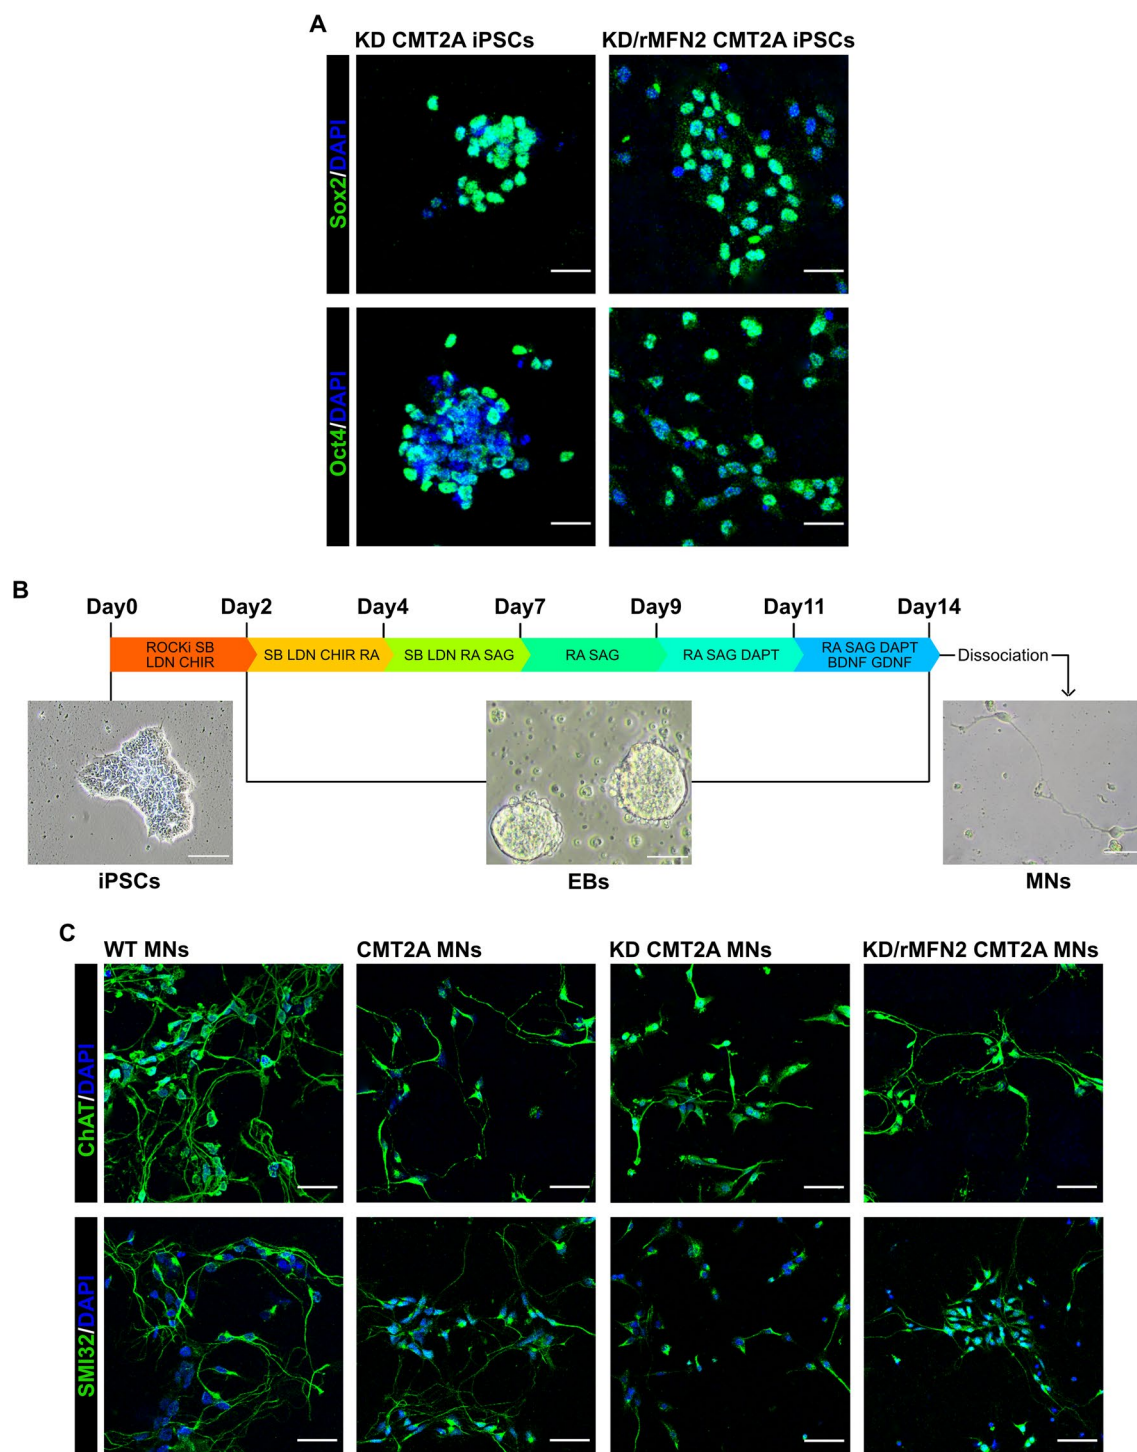 A
KD CMT2A iPSCs
KD/rMFN2 CMT2A iPSCs
Sox2/DAPI
Oct4/DAPI
B
Day0
Day2
Day4
Day7
Day9
Day11
Day14
ROCKi SB
LDN CHIR
SB LDN CHIR RA
SB LDN RA SAG
RA SAG
RA SAG DAPT
RA SAG DAPT
BDNF GDNF
Dissociation
iPSCs
EBs
MNs
C
WT MNs
CMT2A MNs
KD CMT2A MNs
KD/rMFN2 CMT2A MNs
ChAT/DAPI
SMI32/DAPI